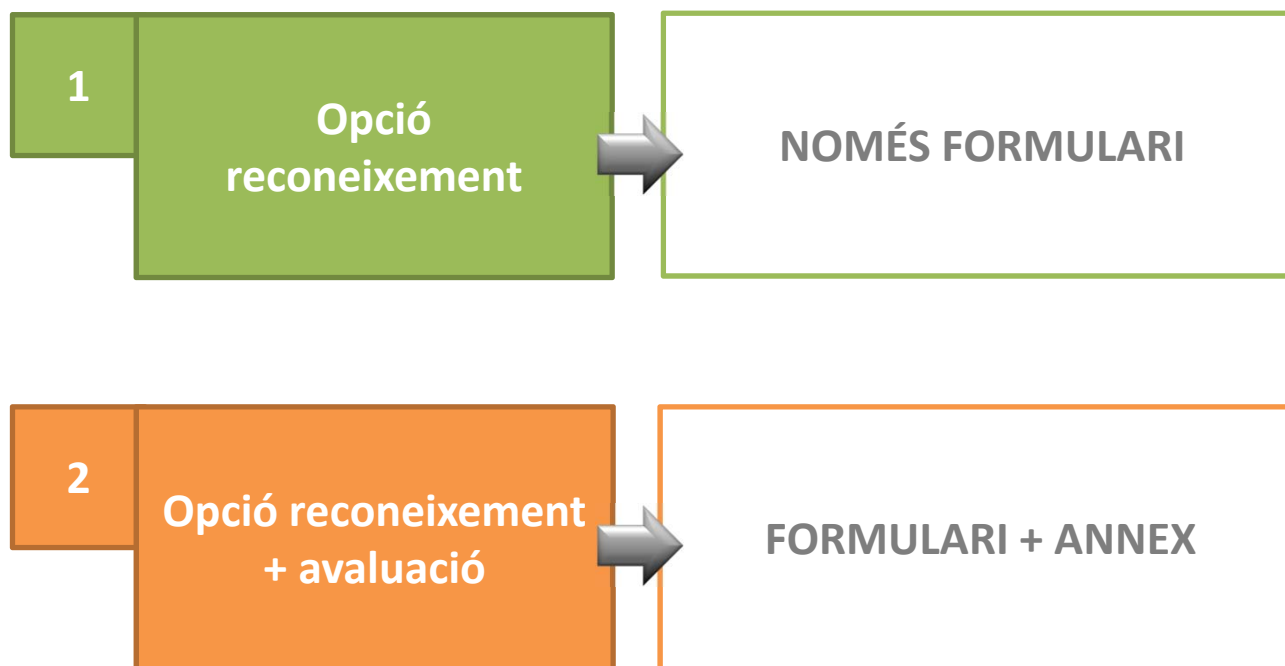 1
Opció
reconeixement
NOMÉS FORMULARI
2
Opció reconeixement
+ avaluació
FORMULARI + ANNEX